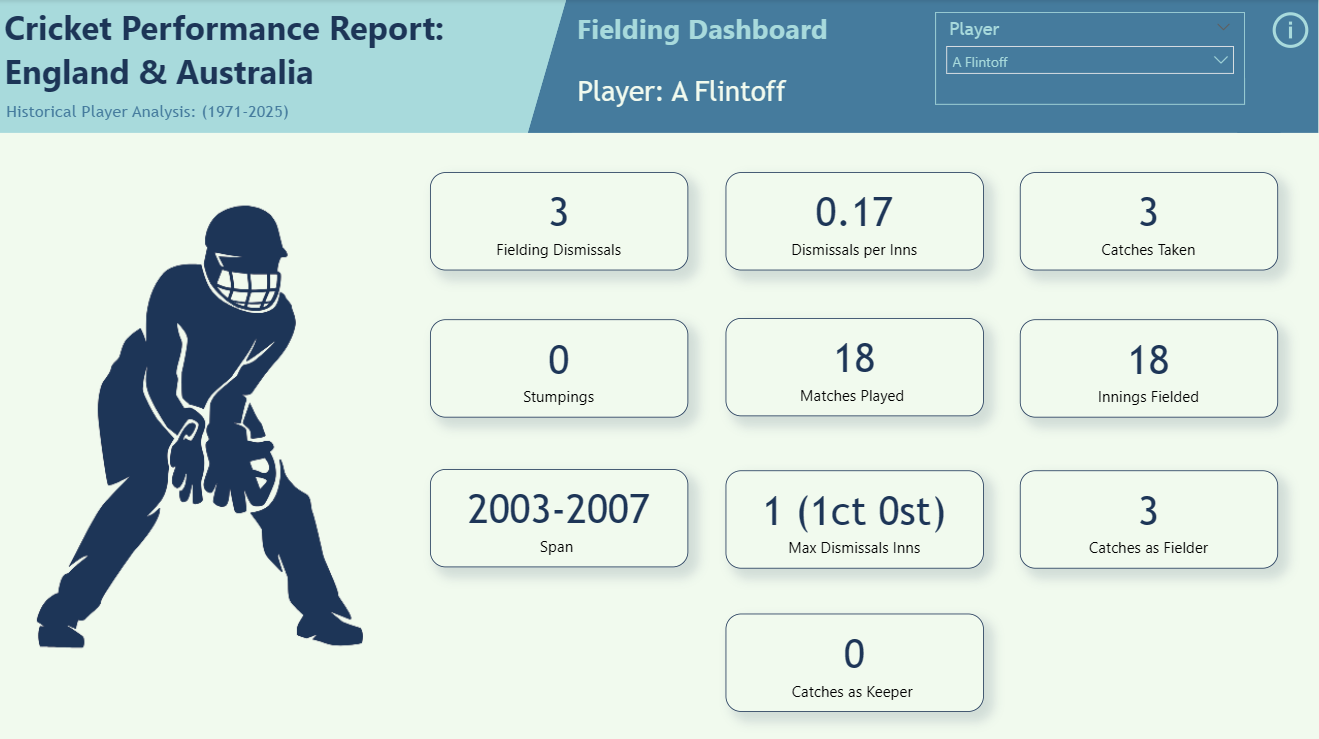 Cricket Performance Report:
England & Australia
Historical Player Analysis: (1971-2025)
Fielding Dashboard
Player: A Flintoff
Player
A Flintoff
3
Fielding Dismissals
0.17
Dismissals per Inns
3
Catches Taken
0
Stumpings
18
Matches Played
18
Innings Fielded
2003-2007
Span
1 (1ct 0st)
Max Dismissals Inns
3
Catches as Fielder
0
Catches as Keeper